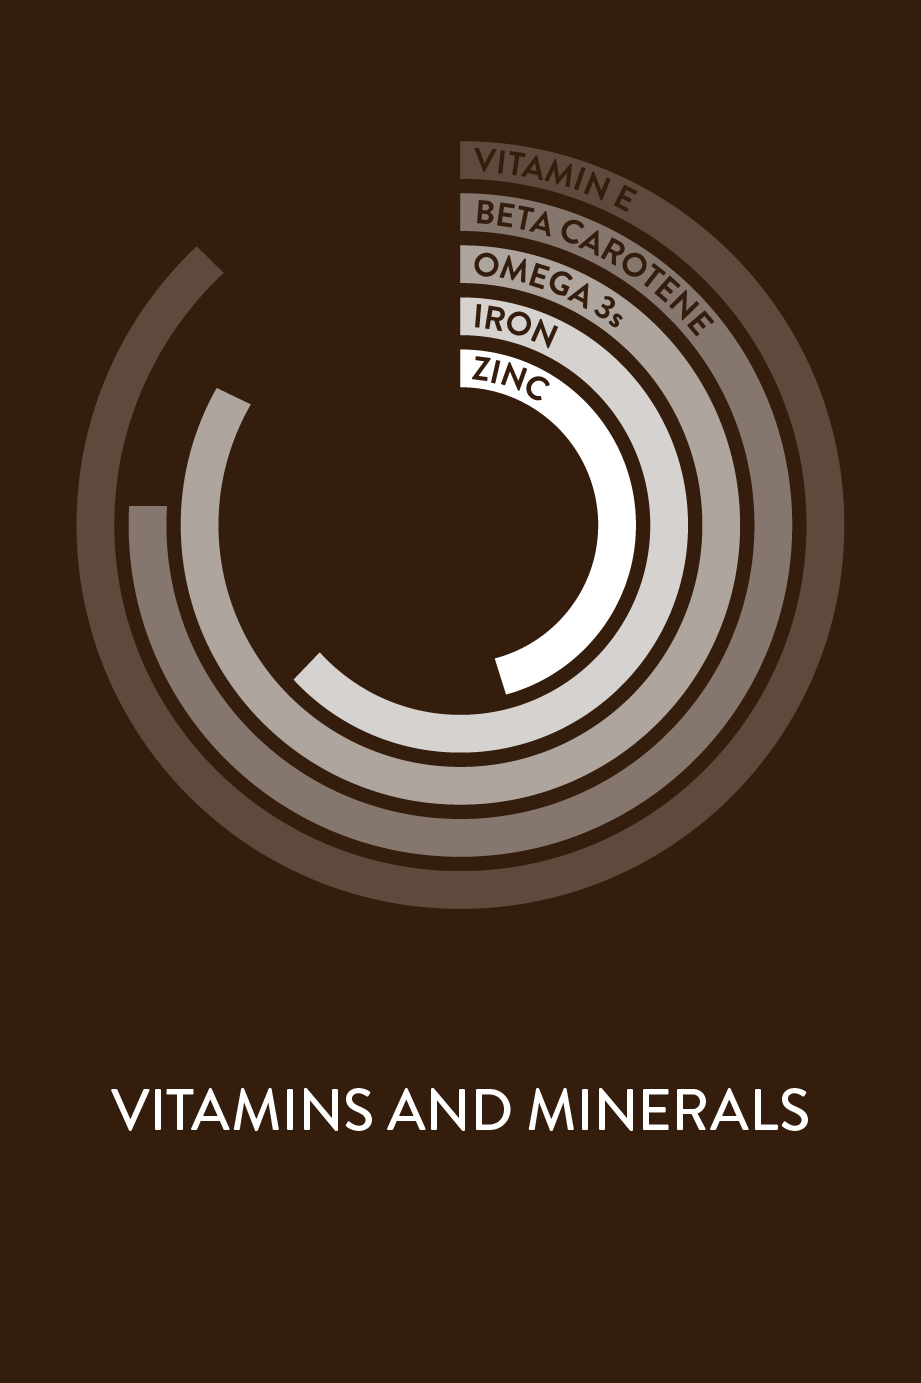 VITAMIN E
BETA CAROTENE
OMEGA 3s
IRON
ZINC
VITAMINS AND MINERALS